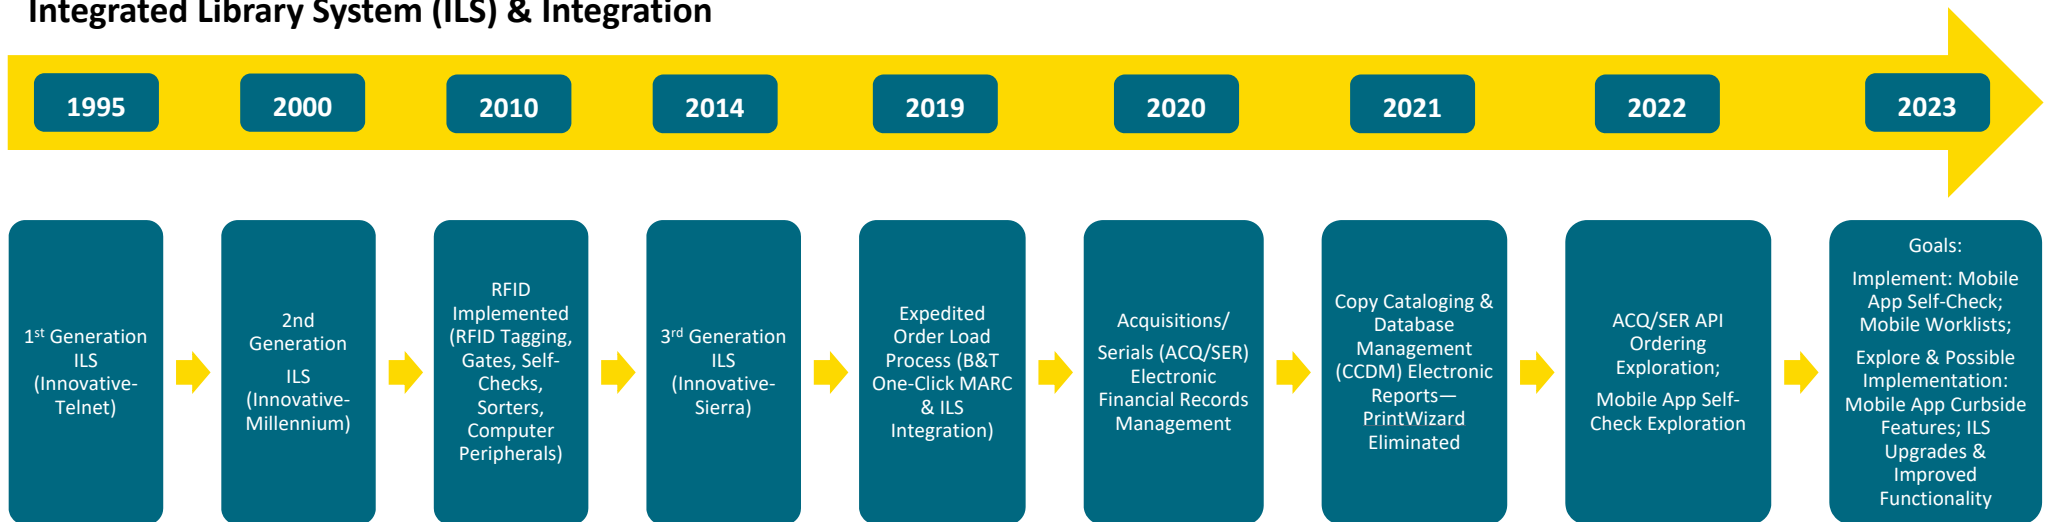 Integrated Library System (ILS) & Integration
1995
2000
2010
2014
2019
2020
2021
2022
2023
1st Generation
ILS
(Innovative-
Telnet)
2nd
Generation
ILS
(Innovative-
Millennium)
RFID
Implemented
(RFID Tagging,
Gates, Self-
Checks,
Sorters,
Computer
Peripherals)
3rd Generation
ILS
(Innovative-
Sierra)
Expedited
Order Load
Process (B&T
One-Click MARC
& ILS
Integration)
Acquisitions/
Serials (ACQ/SER)
Electronic
Financial Records
Management
Copy Cataloging &
Database
Management
(CCDM) Electronic
Reports—
PrintWizard
Eliminated
ACQ/SER API
Ordering
Exploration;
Mobile App Self-
Check Exploration
Goals:
Implement: Mobile
App Self-Check;
Mobile Worklists;
Explore & Possible
Implementation:
Mobile App Curbside
Features; ILS
Upgrades &
Improved
Functionality